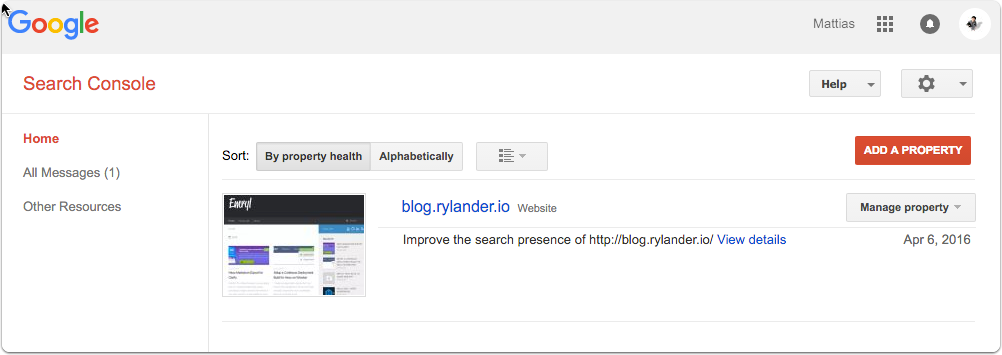 Google
Mattias
Search Console
Help
Home
All Messages (1)
Other Resources
Sort: By property health Alphabetically
ADD A PROPERTY
Emryl
blog.rylander.io Website
Manage property
Improve the search presence of http://blog.rylander.io/ View details
Apr 6, 2016